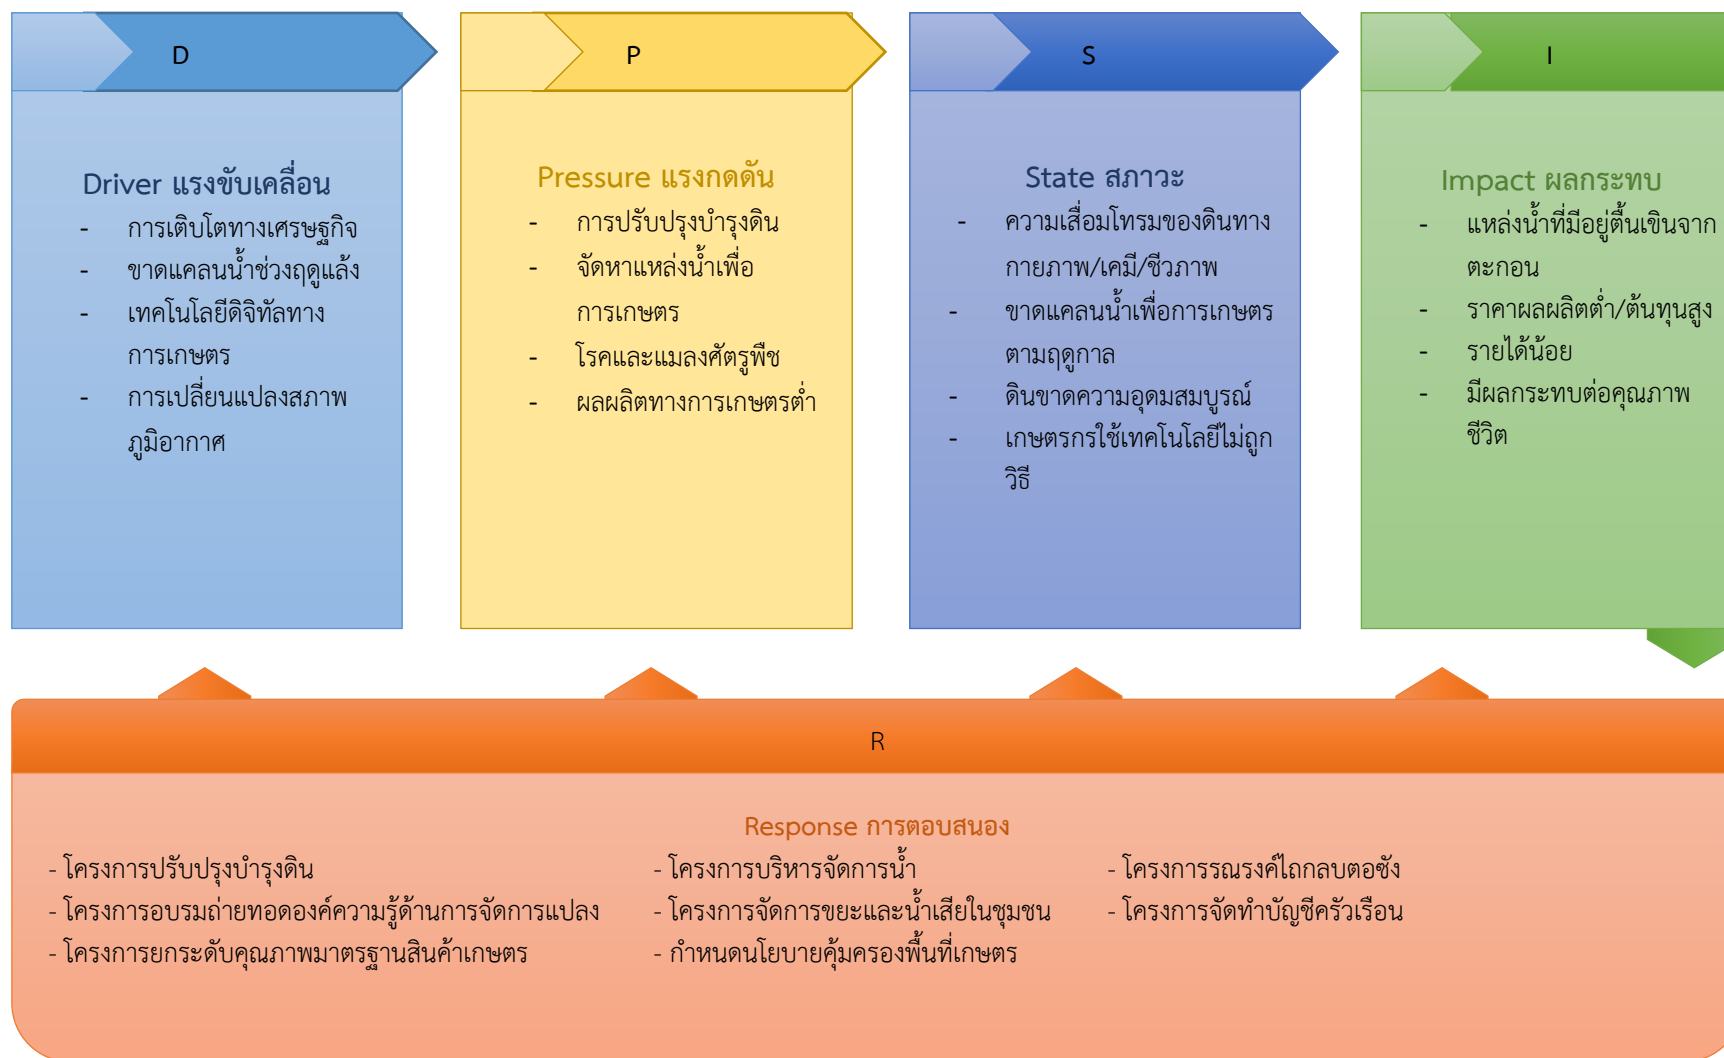 D
Driver แรงขับเคลื่อน
- การเติบโตทางเศรษฐกิจ
- ขาดแคลนน้ำช่วงฤดูแล้ง
- เทคโนโลยีดิจิทัลทาง
การเกษตร
- การเปลี่ยนแปลงสภาพ
ภูมิอากาศ
P
Pressure แรงกดดัน
- การปรับปรุงบำรุงดิน
- จัดหาแหล่งน้ำเพื่อ
การเกษตร
- โรคและแมลงศัตรูพืช
- ผลผลิตทางการเกษตรต่ำ
S
State สภาวะ
- ความเสื่อมโทรมของดินทาง
กายภาพ/เคมี/ชีวภาพ
- ขาดแคลนน้ำเพื่อการเกษตร
ตามฤดูกาล
- ดินขาดความอุดมสมบูรณ์
- เกษตรกรใช้เทคโนโลยีไม่ถูก
วิธี
I
Impact ผลกระทบ
- แหล่งน้ำที่มีอยู่ตื้นเขินจาก
ตะกอน
- ราคาผลผลิตต่ำ/ต้นทุนสูง
- รายได้น้อย
- มีผลกระทบต่อคุณภาพ
ชีวิต
R
Response การตอบสนอง
- โครงการปรับปรุงบำรุงดิน
- โครงการอบรมถ่ายทอดองค์ความรู้ด้านการจัดการแปลง
- โครงการยกระดับคุณภาพมาตรฐานสินค้าเกษตร
- โครงการบริหารจัดการน้ำ
- โครงการจัดการขยะและน้ำเสียในชุมชน
- กำหนดนโยบายคุ้มครองพื้นที่เกษตร
- โครงการรณรงค์ไถกลบตอซัง
- โครงการจัดทำบัญชีครัวเรือน